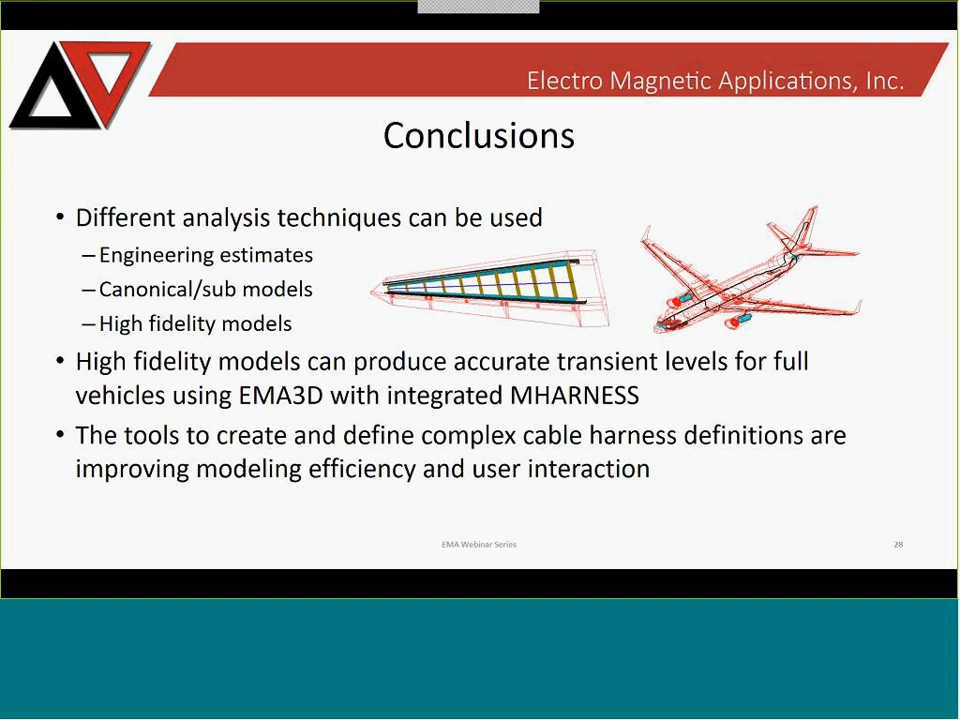 Electro Magnetic Applications, Inc.
Conclusions
• Different analysis techniques can be used
– Engineering estimates
– Canonical/sub models
– High fidelity models
• High fidelity models can produce accurate transient levels for full
vehicles using EMA3D with integrated MHARNESS
• The tools to create and define complex cable harness definitions are
improving modeling efficiency and user interaction
EMA Webinar Series
28